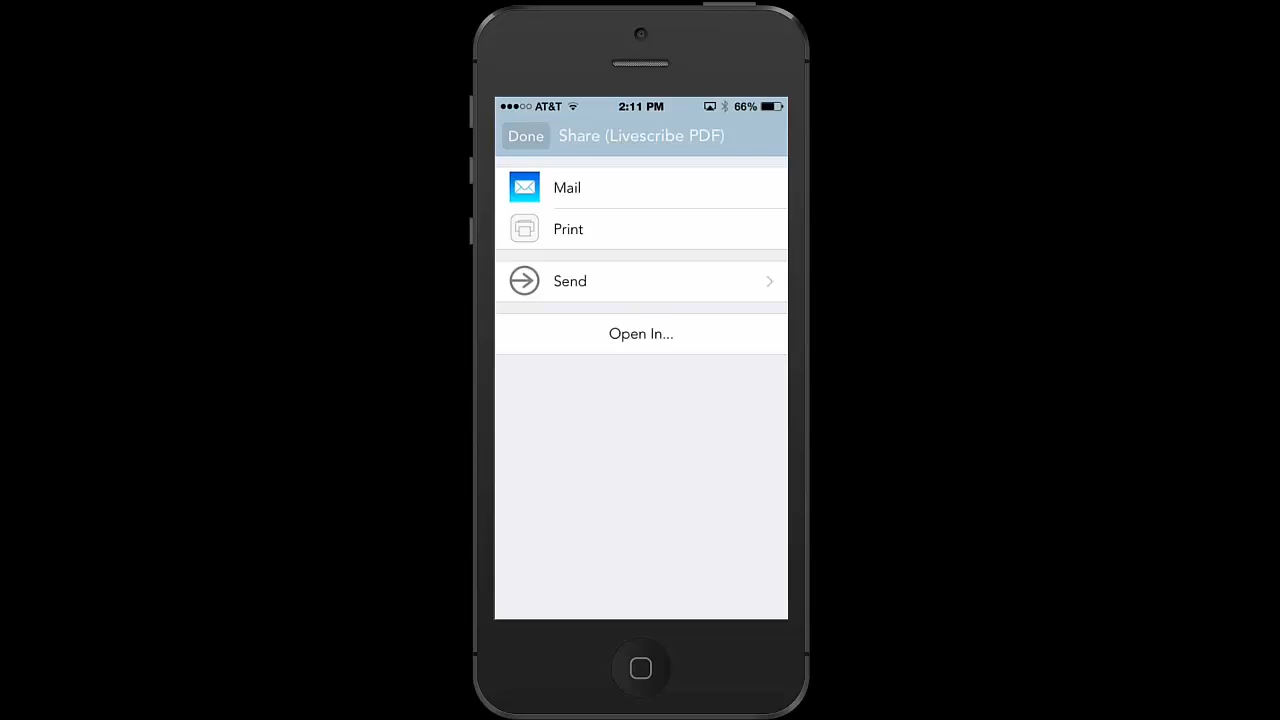 AT&T 2:11 PM 66%
Done Share (Livescribe PDF)
Mail
Print
Send
Open In...